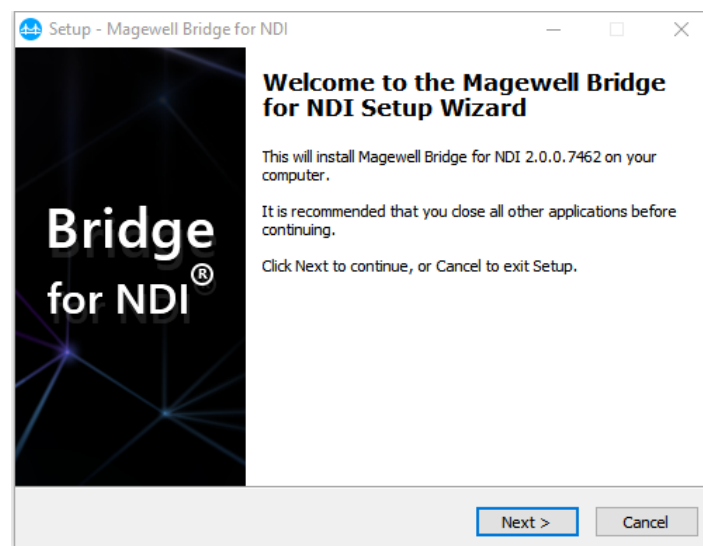 Setup - Magewell Bridge for NDI
Welcome to the Magewell Bridge
for NDI Setup Wizard
This will install Magewell Bridge for NDI 2.0.0.7462 on your
computer.
It is recommended that you close all other applications before
continuing.
Click Next to continue, or Cancel to exit Setup.
Bridge
for NDI®
Next >
Cancel